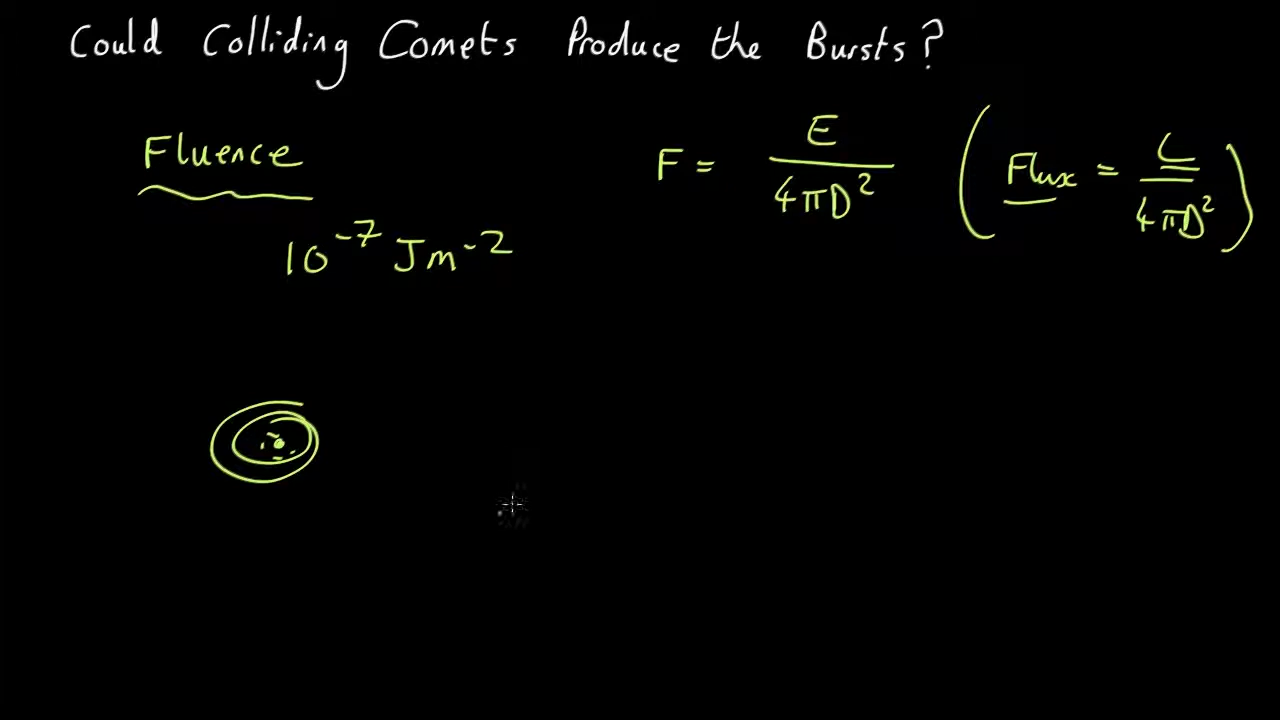 Could Colliding Comets Produce the Bursts?
Fluence
10⁻⁷ Jm⁻²
F = E / 4πD² (Flux = L / 4πD²)